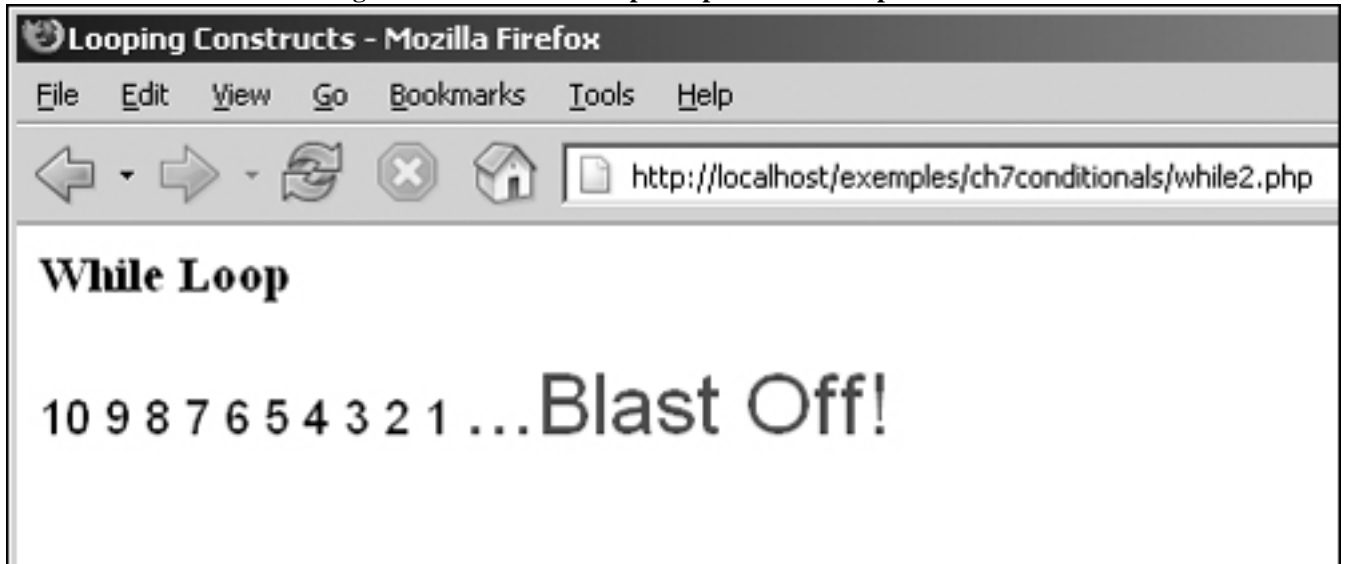 Looping Constructs - Mozilla Firefox
File Edit View Go Bookmarks Tools Help
http://localhost/exemples/ch7conditionals/while2.php
While Loop
10 9 8 7 6 5 4 3 2 1 ...Blast Off!